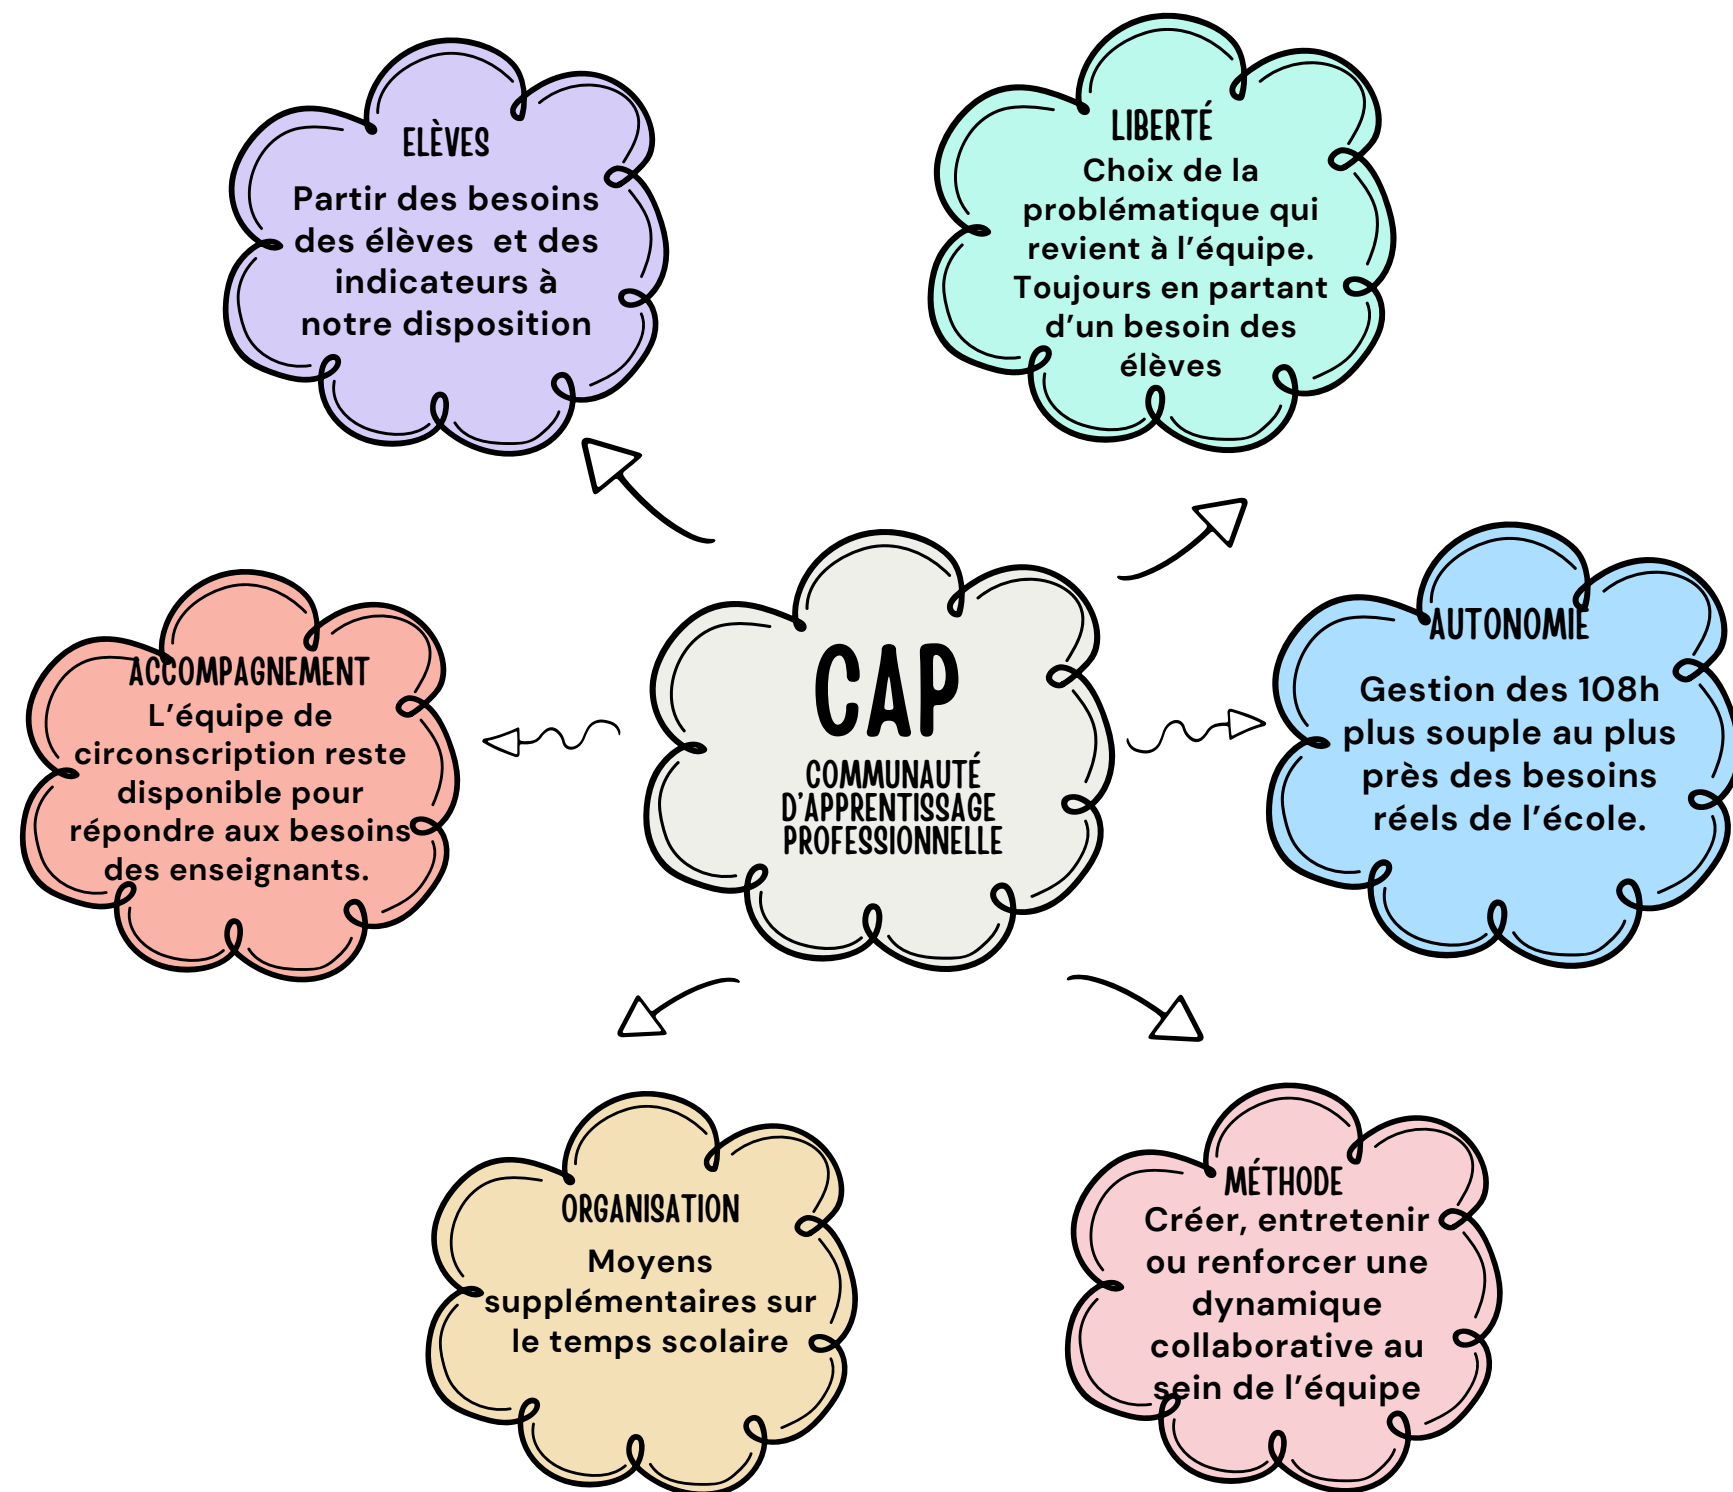 ELÈVES
Partir des besoins
des élèves et des
indicateurs à
notre disposition
LIBERTÉ
Choix de la
problématique qui
revient à l'équipe.
Toujours en partant
d'un besoin des
élèves
ACCOMPAGNEMENT
L'équipe de
circonscription reste
disponible pour
répondre aux besoins
des enseignants.
CAP
COMMUNAUTÉ
D'APPRENTISSAGE
PROFESSIONNELLE
AUTONOMIE
Gestion des 108h
plus souple au plus
près des besoins
réels de l'école.
ORGANISATION
Moyens
supplémentaires sur
le temps scolaire
MÉTHODE
Créer, entretenir
ou renforcer une
dynamique
collaborative au
sein de l'équipe